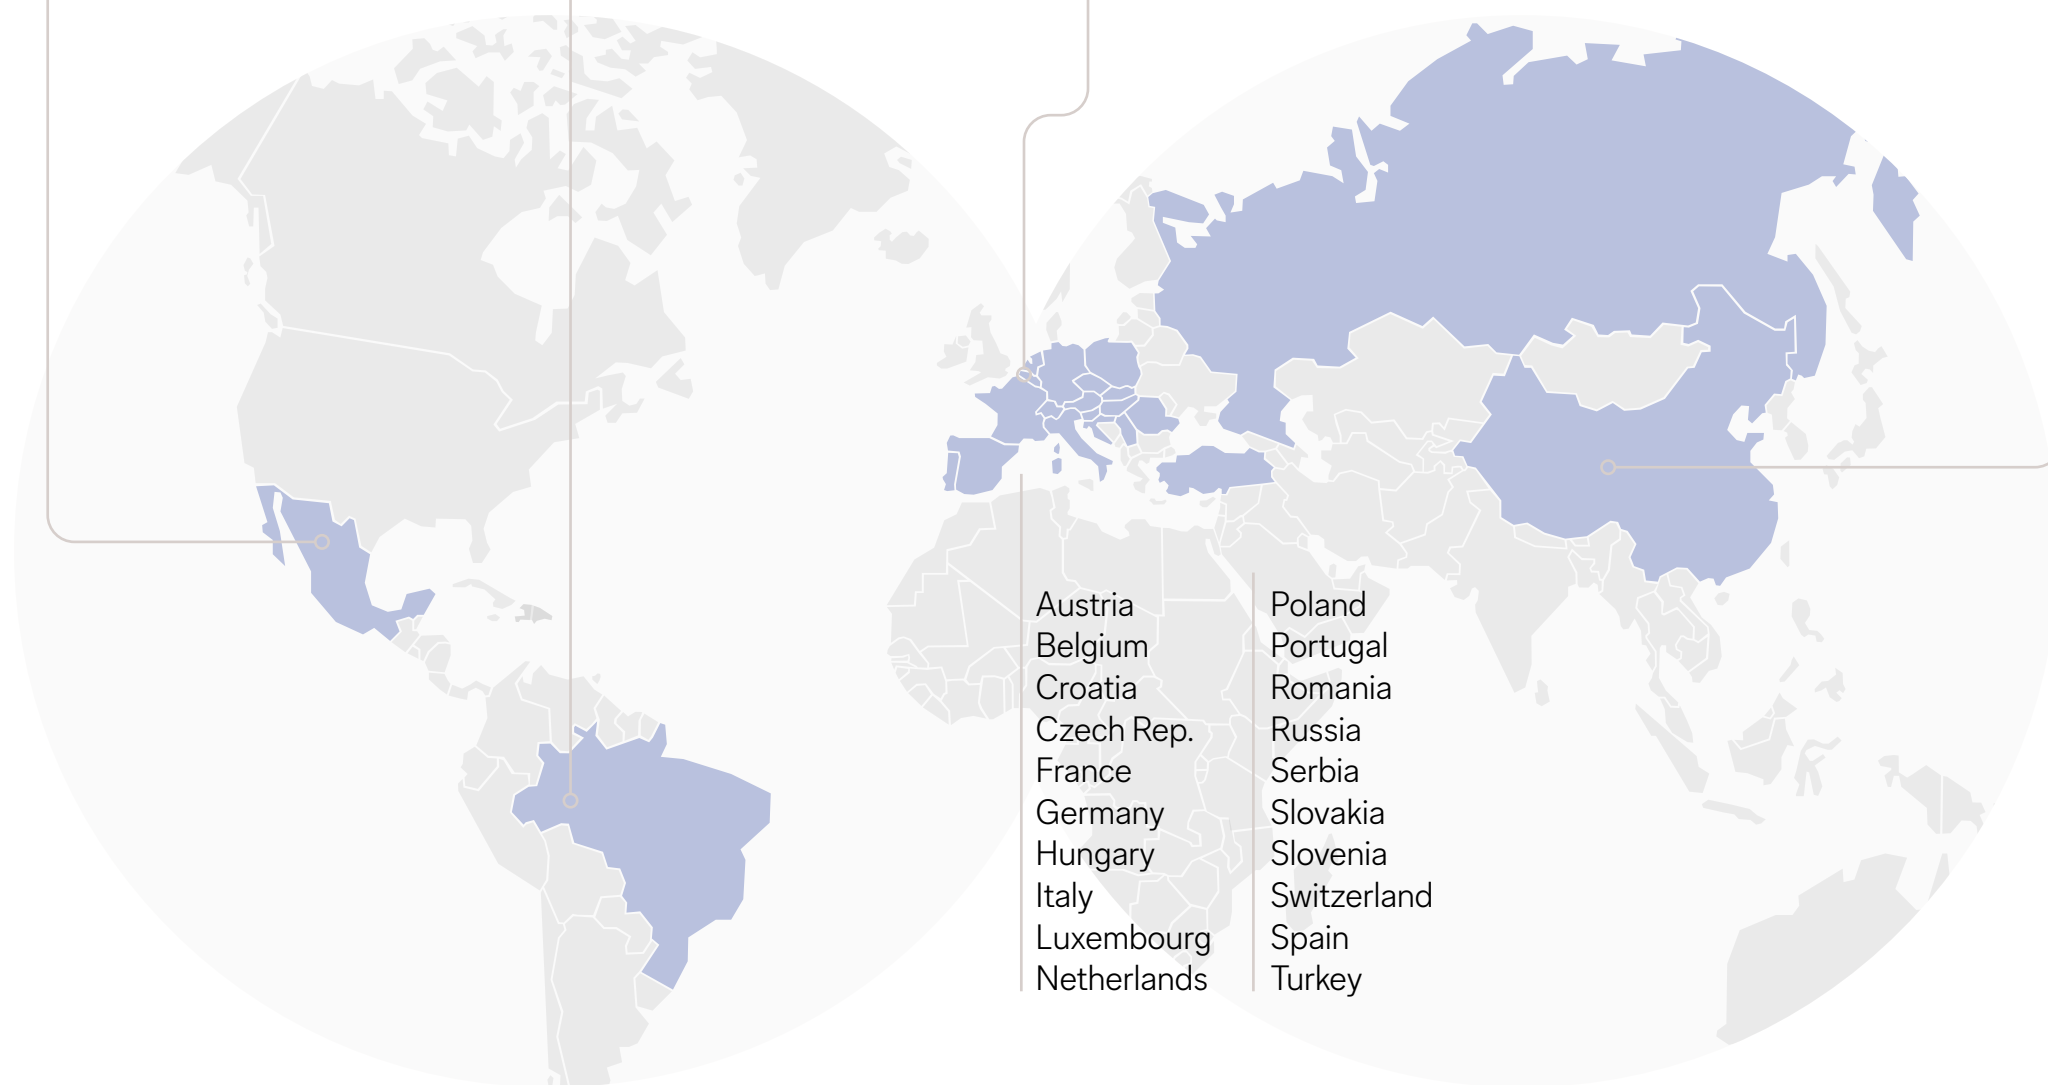 Austria
Belgium
Croatia
Czech Rep.
France
Germany
Hungary
Italy
Luxembourg
Netherlands
Poland
Portugal
Romania
Russia
Serbia
Slovakia
Slovenia
Switzerland
Spain
Turkey